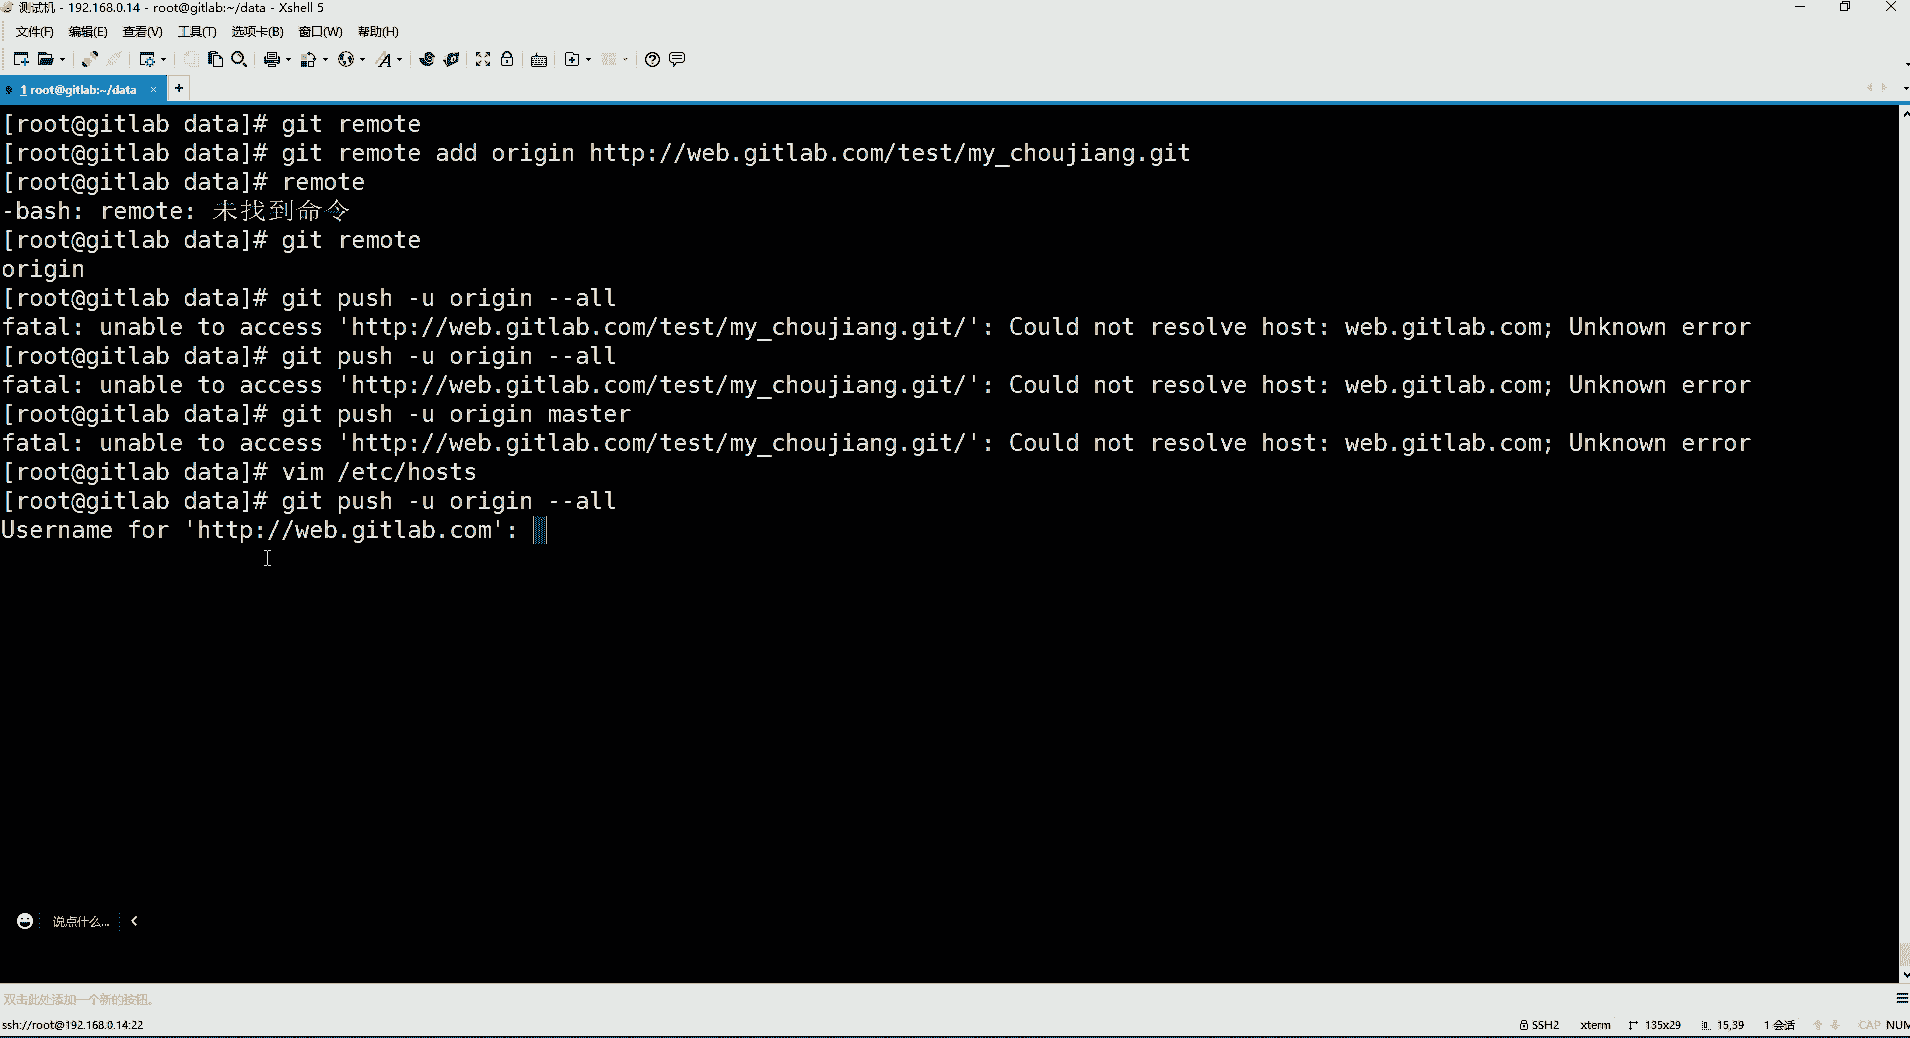 测试机 - 192.168.0.14 - root@gitlab:~/data - Xshell 5
文件(F) 编辑(E) 查看(V) 工具(T) 选项卡(B) 窗口(W) 帮助(H)
1 root@gitlab:~/data × +
[root@gitlab data]# git remote
[root@gitlab data]# git remote add origin http://web.gitlab.com/test/my_choujiang.git
[root@gitlab data]# remote
-bash: remote: 未找到命令
[root@gitlab data]# git remote
origin
[root@gitlab data]# git push -u origin --all
fatal: unable to access 'http://web.gitlab.com/test/my_choujiang.git/': Could not resolve host: web.gitlab.com; Unknown error
[root@gitlab data]# git push -u origin --all
fatal: unable to access 'http://web.gitlab.com/test/my_choujiang.git/': Could not resolve host: web.gitlab.com; Unknown error
[root@gitlab data]# git push -u origin master
fatal: unable to access 'http://web.gitlab.com/test/my_choujiang.git/': Could not resolve host: web.gitlab.com; Unknown error
[root@gitlab data]# vim /etc/hosts
[root@gitlab data]# git push -u origin --all
Username for 'http://web.gitlab.com':
说点什么...
双击此处添加一个新的按钮。
ssh://root@192.168.0.14:22 SSH2 xterm 135x29 15,39 1 会话 CAP NUM